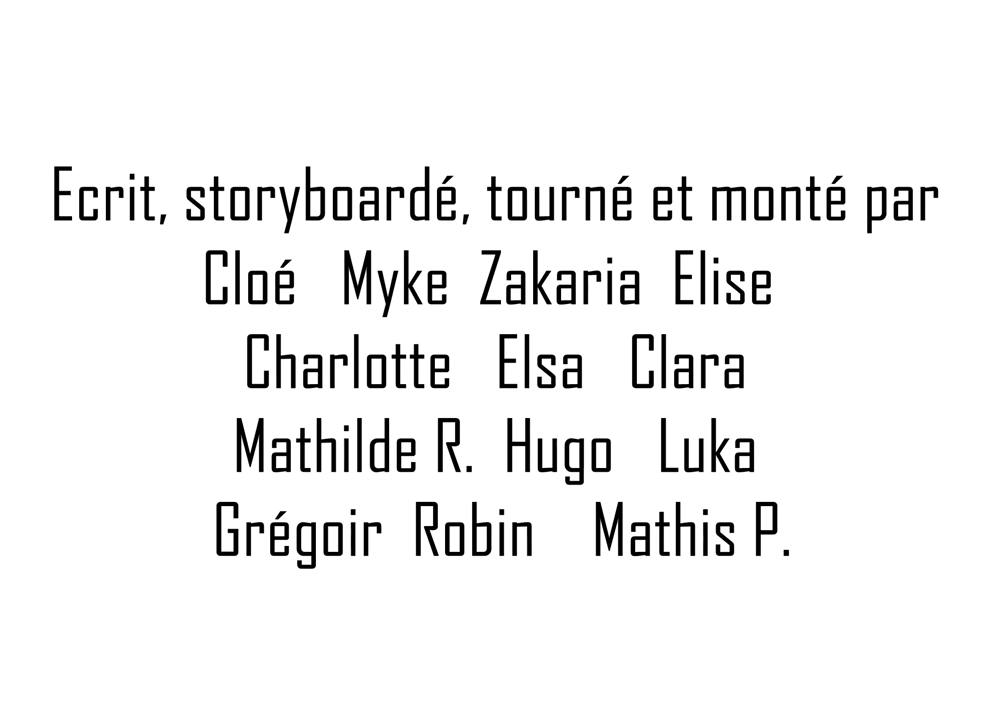 Ecrit, storyboardé, tourné et monté par
Cloé Myke Zakaria Elise
Charlotte Elsa Clara
Mathilde R. Hugo Luka
Grégoir Robin Mathis P.